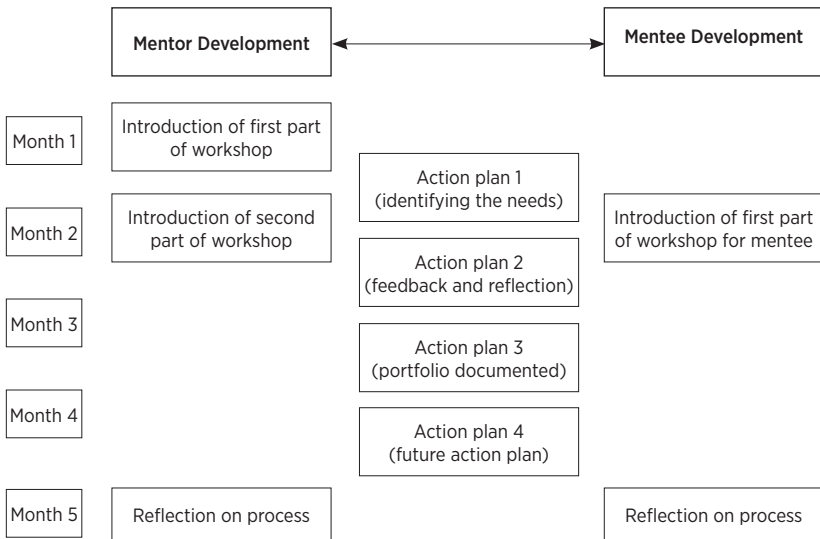 Mentor Development
Mentee Development
Month 1
Introduction of first part
of workshop
Action plan 1
(identifying the needs)
Month 2
Introduction of second
part of workshop
Introduction of first part
of workshop for mentee
Action plan 2
(feedback and reflection)
Month 3
Action plan 3
(portfolio documented)
Month 4
Action plan 4
(future action plan)
Month 5
Reflection on process
Reflection on process